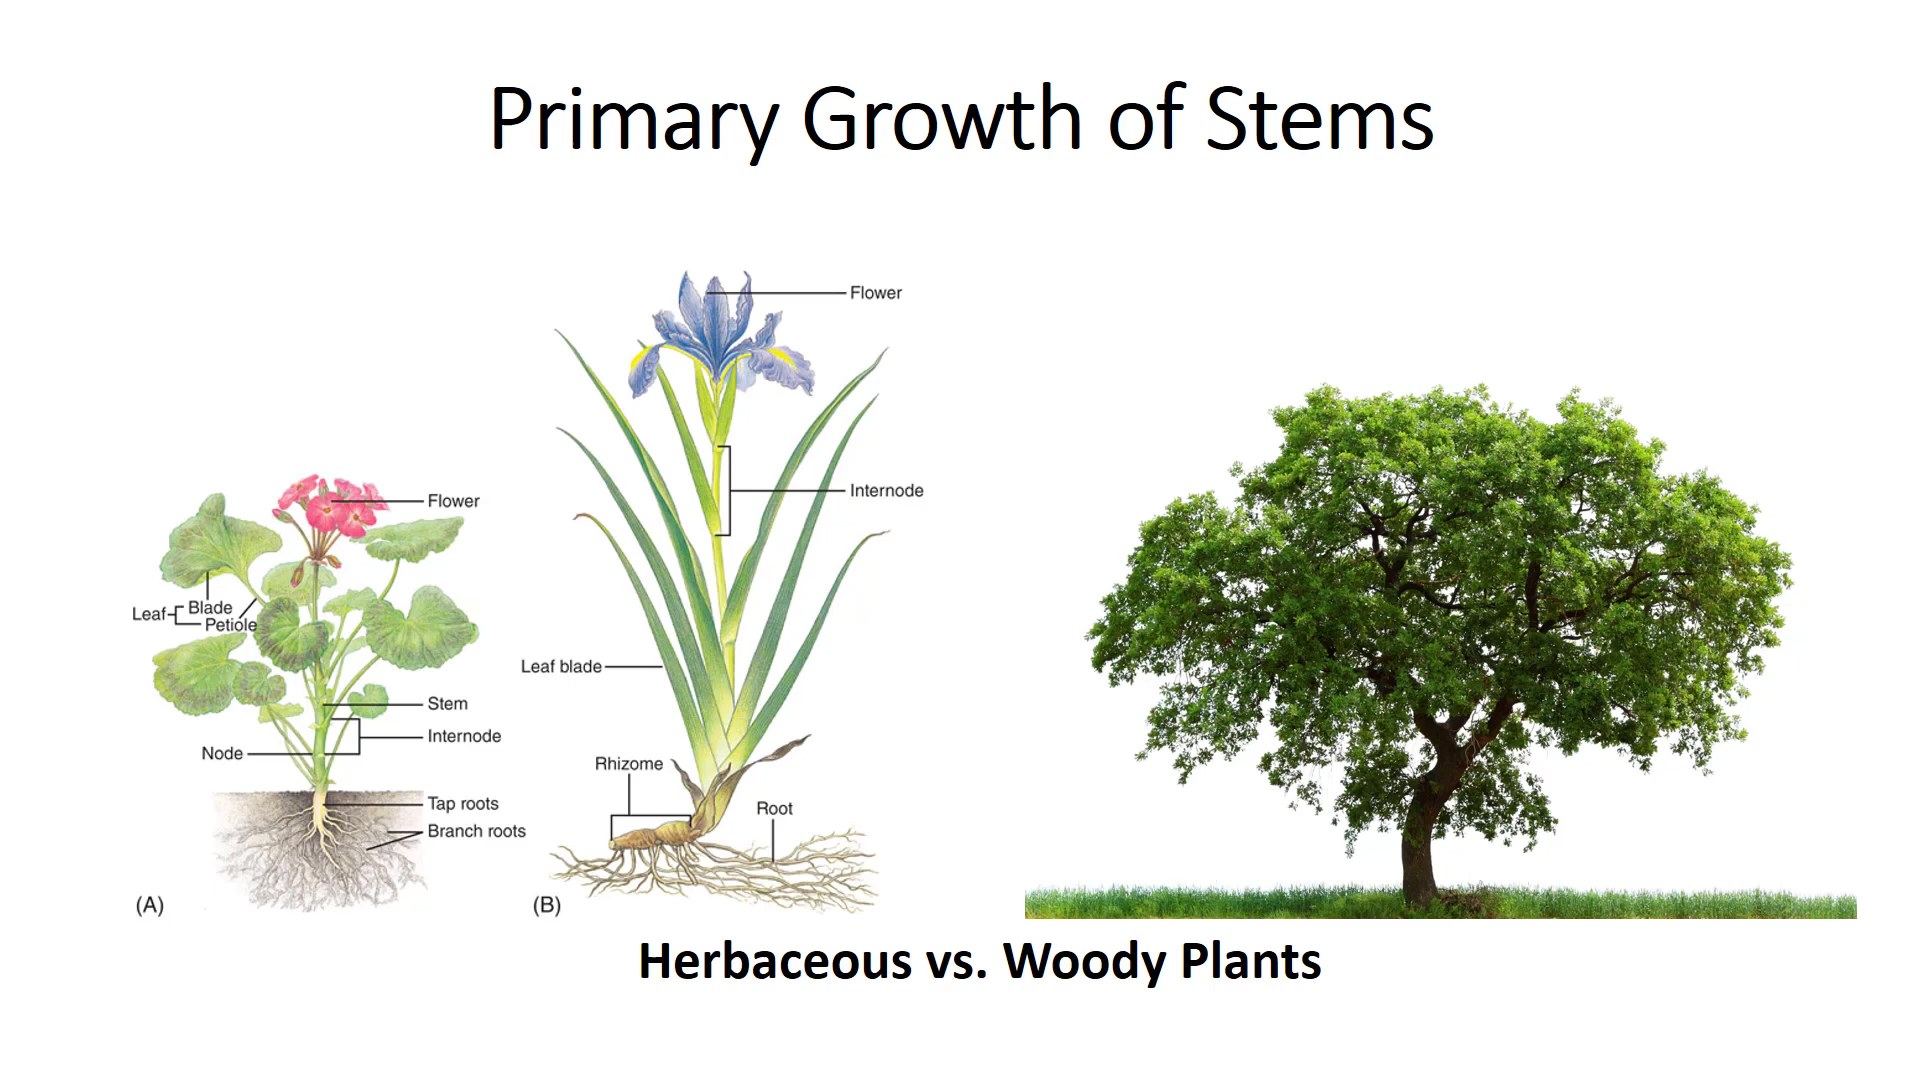 Primary Growth of Stems
Flower
Leaf
Blade
Petiole
Stem
Internode
Node
Tap roots
Branch roots
(A)
Flower
Internode
Leaf blade
Rhizome
Root
(B)
Herbaceous vs. Woody Plants